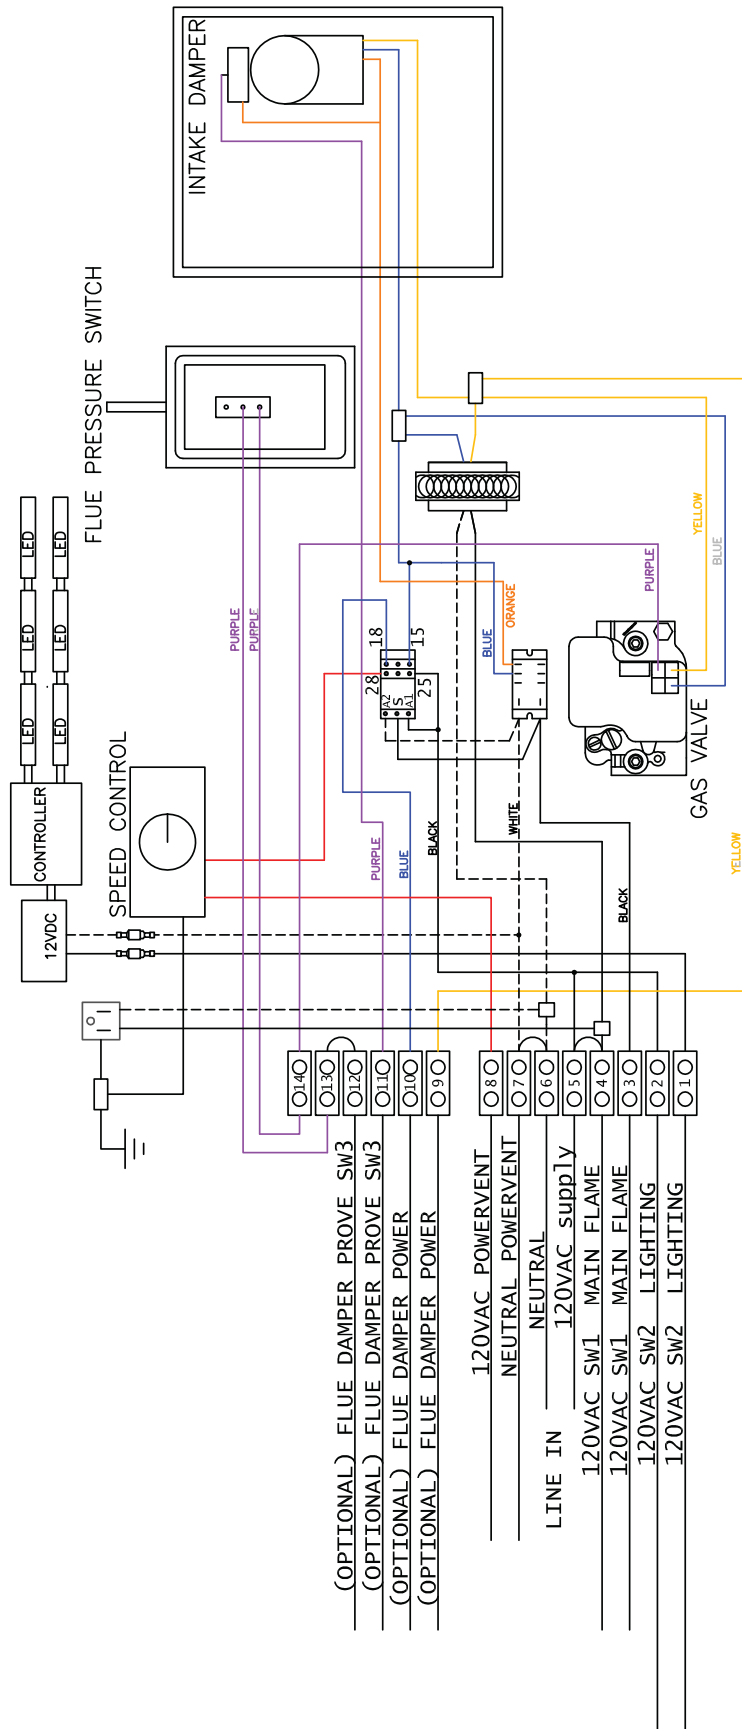 INTAKE DAMPER
FLUE PRESSURE SWITCH
LED
LED
LED
LED
LED
LED
CONTROLLER
12VDC
SPEED CONTROL
PURPLE
PURPLE
18
15
28
25
A2
S
A1
ORANGE
BLUE
PURPLE
YELLOW
BLUE
GAS VALVE
PURPLE
BLUE
BLACK
WHITE
BLACK
YELLOW
14
13
12
11
10
9
8
7
6
5
4
3
2
1
(OPTIONAL) FLUE DAMPER PROVE SW3
(OPTIONAL) FLUE DAMPER PROVE SW3
(OPTIONAL) FLUE DAMPER POWER
(OPTIONAL) FLUE DAMPER POWER
120VAC POWERVENT
NEUTRAL POWERVENT
NEUTRAL
LINE IN
120VAC supply
120VAC SW1 MAIN FLAME
120VAC SW1 MAIN FLAME
120VAC SW2 LIGHTING
120VAC SW2 LIGHTING